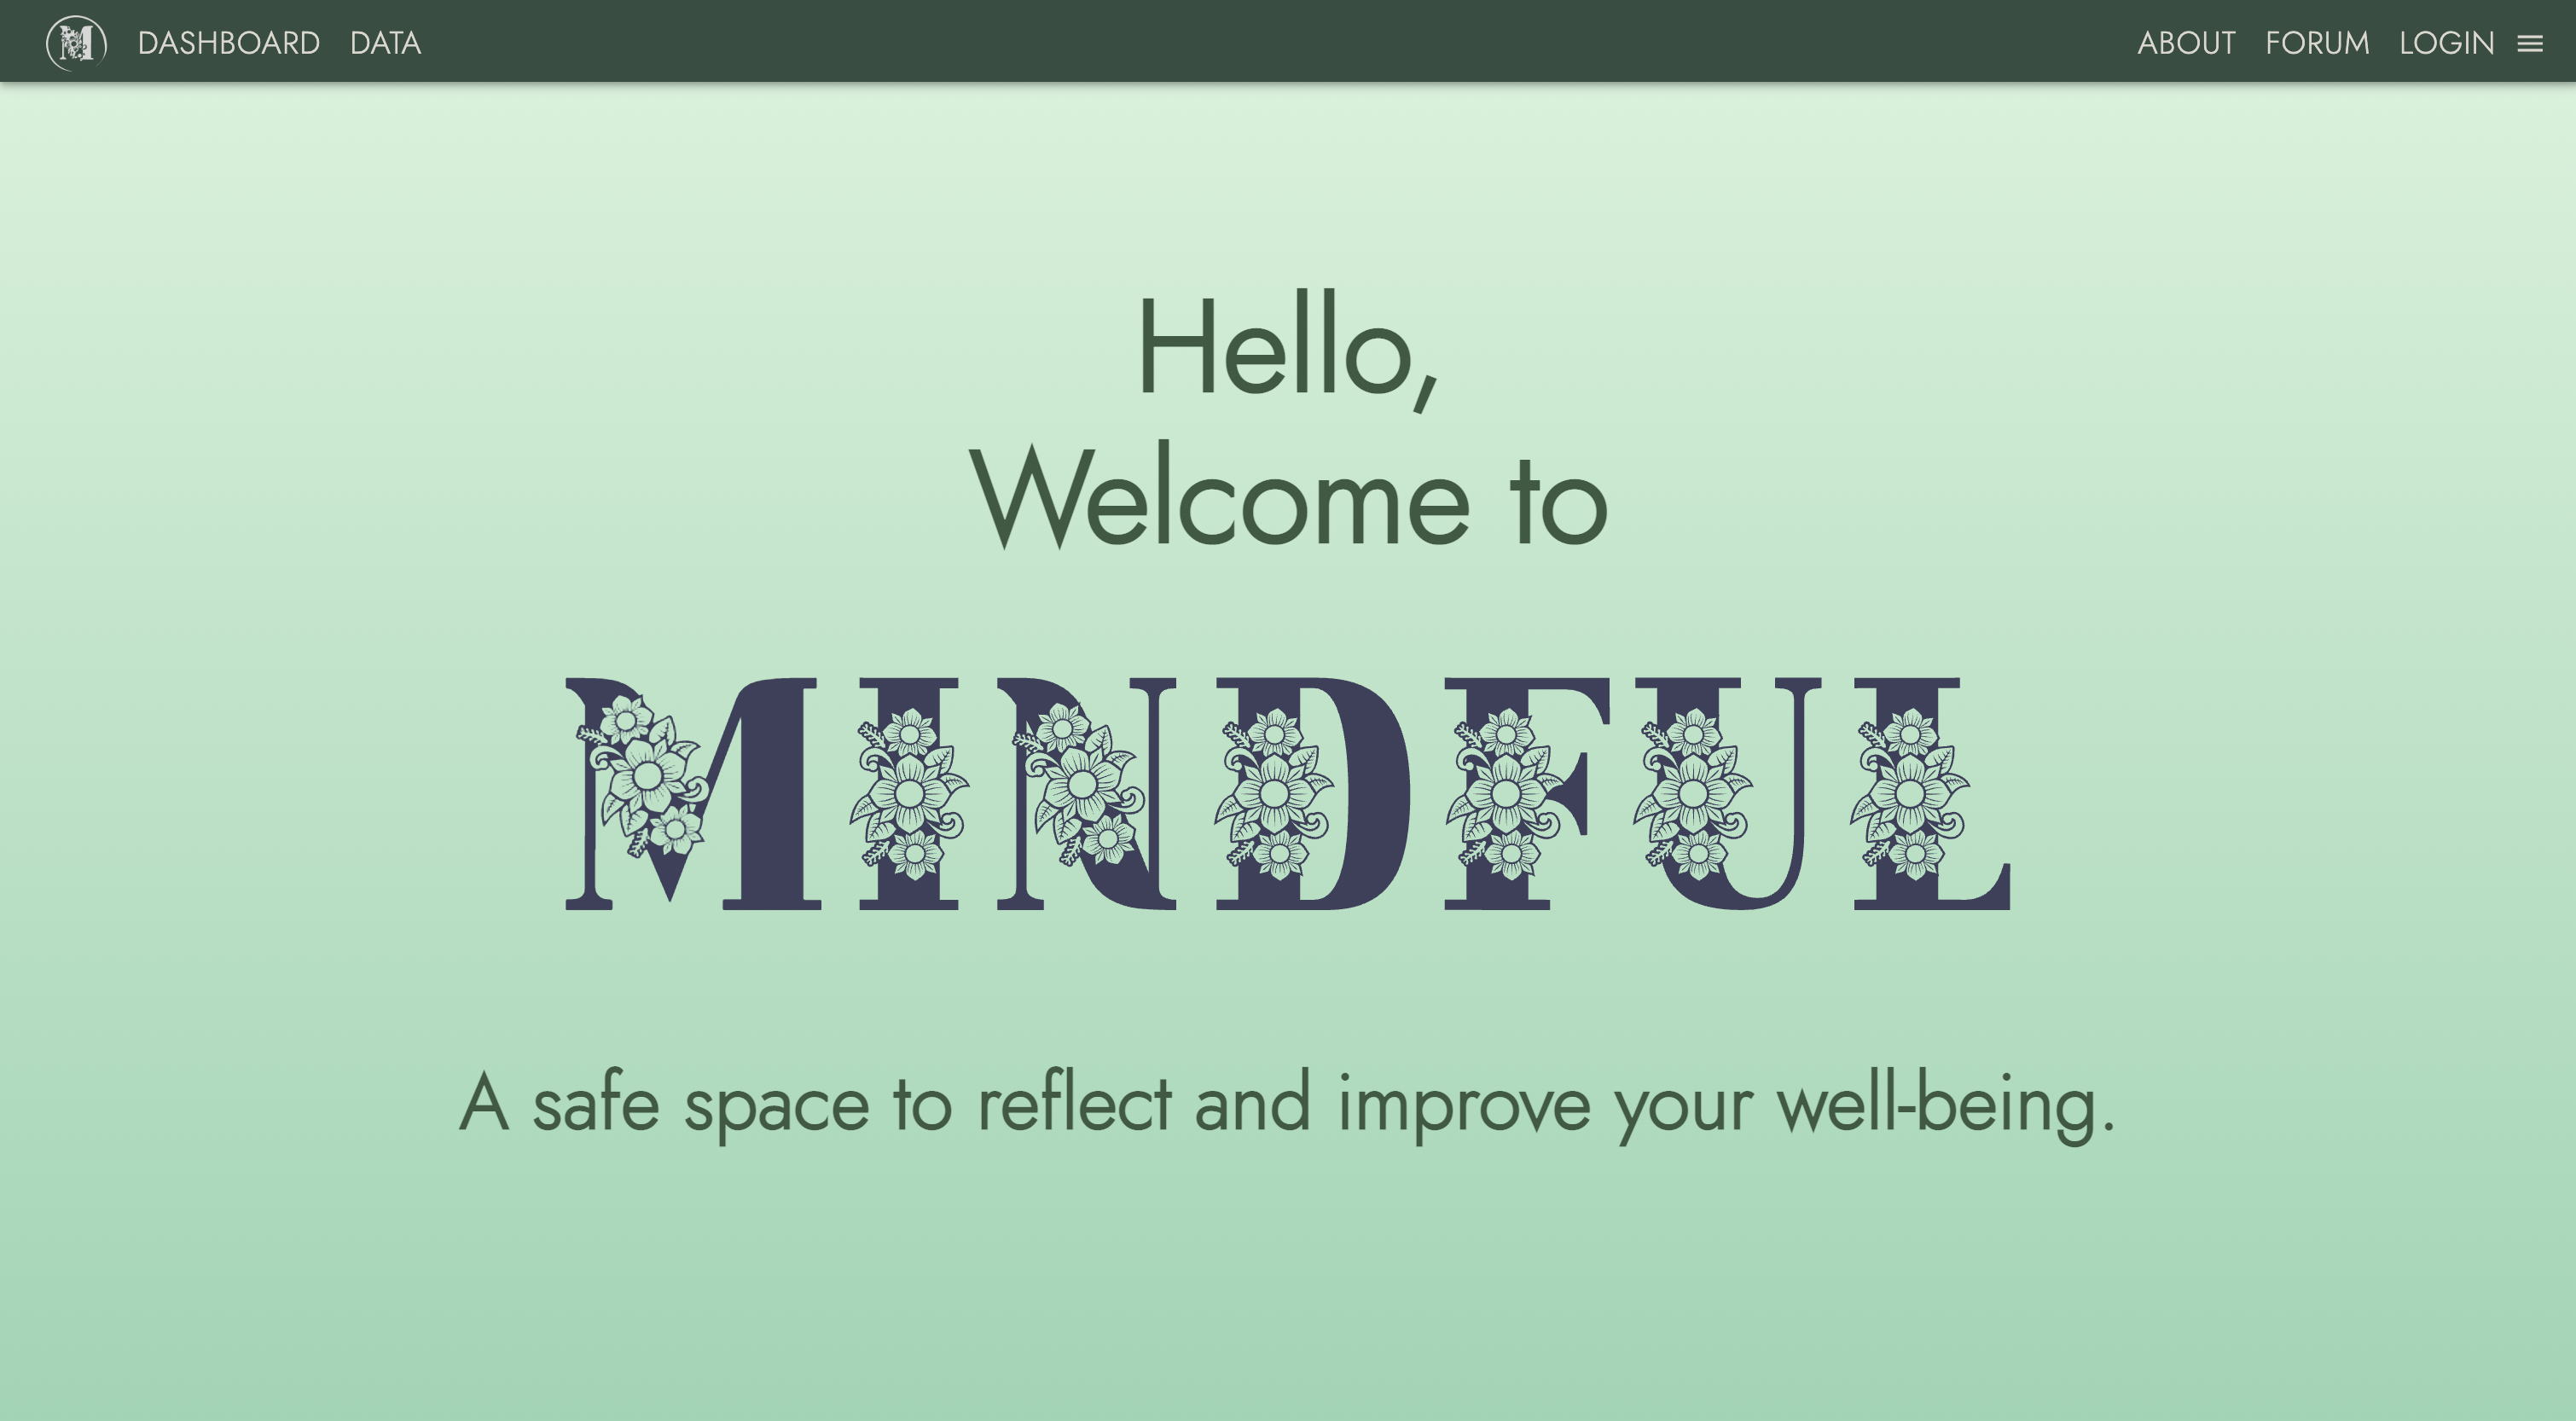 M DASHBOARD DATA ABOUT FORUM LOGIN
Hello,
Welcome to
MINDFUL
A safe space to reflect and improve your well-being.